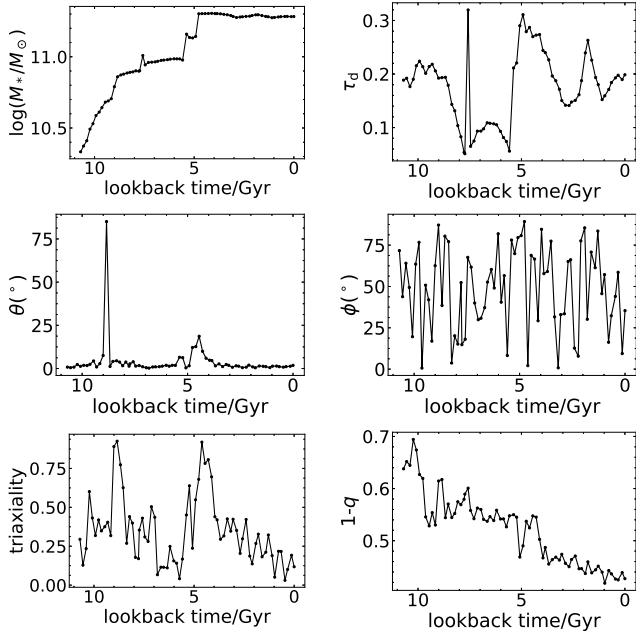 log(M*/M⊙)
11.0
10.5
10 5 0
lookback time/Gyr
τd
0.3
0.2
0.1
10 5 0
lookback time/Gyr
θ(°)
75
50
25
0
10 5 0
lookback time/Gyr
ϕ(°)
75
50
25
0
10 5 0
lookback time/Gyr
triaxiality
0.75
0.50
0.25
0.00
10 5 0
lookback time/Gyr
1-q
0.7
0.6
0.5
10 5 0
lookback time/Gyr